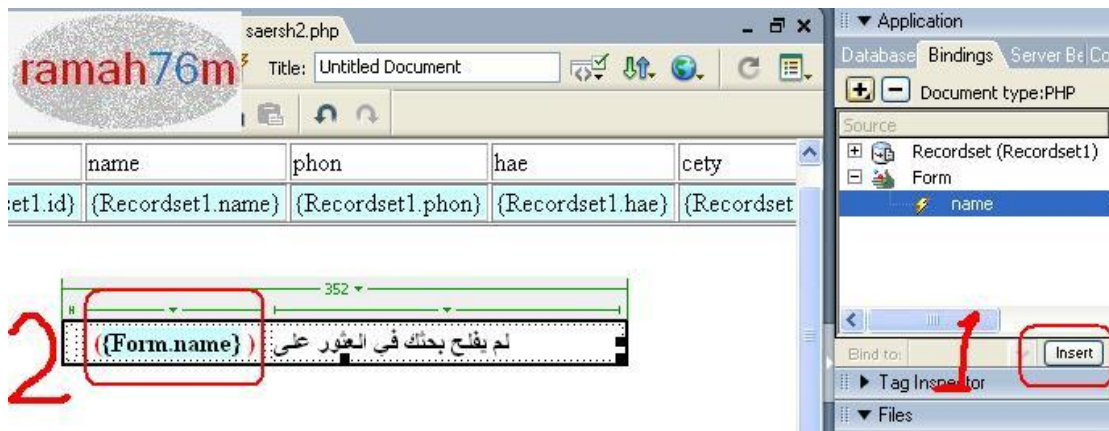 saersh2.php
ramah76m
Title: Untitled Document
name phon hae cety
set1.id} {Recordset1.name} {Recordset1.phon} {Recordset1.hae} {Recordset
352
2
لم يفلح بحثك في العثور على ({Form.name} )
Application
Database Bindings Server Be Co
Document type:PHP
Source
Recordset (Recordset1)
Form
name
1
Bind to: Insert
Tag Inspector
Files